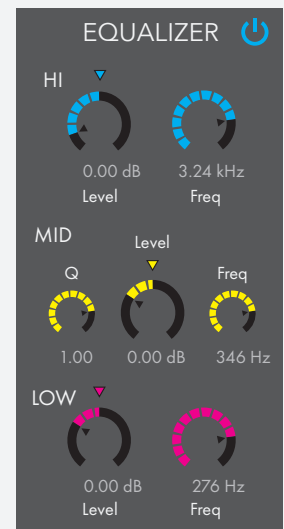 EQUALIZER
HI
0.00 dB 3.24 kHz
Level Freq
MID
Level
Q Freq
1.00 0.00 dB 346 Hz
LOW
0.00 dB 276 Hz
Level Freq